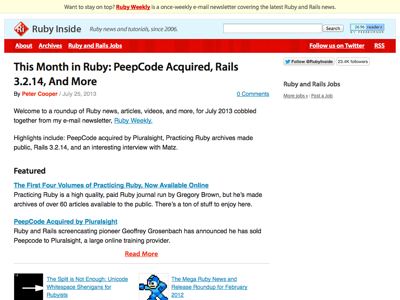 Want to stay on top? Ruby Weekly is a once-weekly e-mail newsletter covering the latest Ruby and Rails news.
Ruby Inside
Ruby news and tutorials, since 2006.
readers
About
Archives
Ruby and Rails Jobs
Follow us on Twitter
RSS
This Month in Ruby: PeepCode Acquired, Rails
3.2.14, And More
By Peter Cooper / July 25, 2013
0 Comments
Welcome to a roundup of Ruby news, articles, videos, and more, for July 2013 cobbled
together from my e-mail newsletter, Ruby Weekly.
Highlights include: PeepCode acquired by Pluralsight, Practicing Ruby archives made
public, Rails 3.2.14, and an interesting interview with Matz.
Featured
The First Four Volumes of Practicing Ruby, Now Available Online
Practicing Ruby is a high quality, paid Ruby journal run by Gregory Brown, but he's made
archives of over 60 articles available to the public. There's a ton of stuff to enjoy here.
PeepCode Acquired by Pluralsight
Ruby and Rails screencasting pioneer Geoffrey Grosenbach has announced he has sold
Peepcode to Pluralsight, a large online training provider.
Read More
The Split is Not Enough: Unicode
Whitespace Shenigans for
Rubyists
The Mega Ruby News and
Release Roundup for February
2012
Follow @RubyInside
23.4K followers
Ruby and Rails Jobs
More jobs » | Post a Job